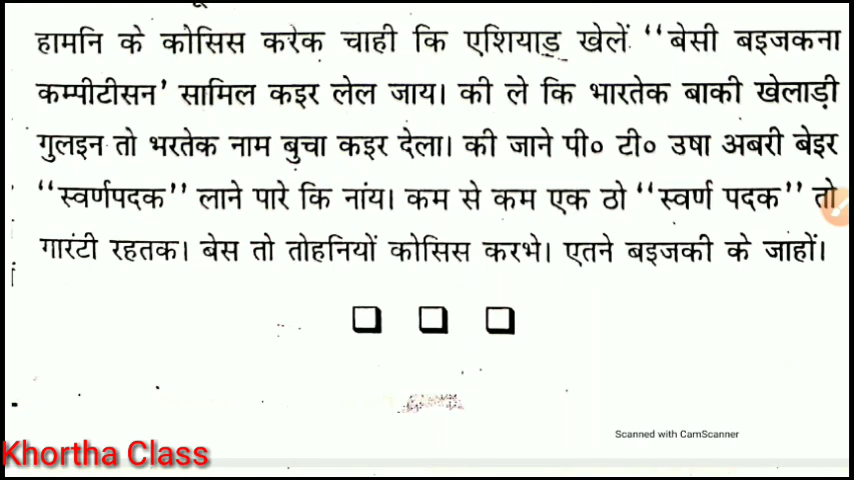 हामनि के कोसिस करेक चाही कि एशियाड खेलें "बेसी बइजकना
कम्पीटीसन' सामिल कइर लेल जाय। की ले कि भारतेक बाकी खेलाड़ी
गुलइन तो भरतेक नाम बुचा कइर देला। की जाने पी० टी० उषा अबरी बेइर
"स्वर्णपदक" लाने पारे कि नांय। कम से कम एक ठो "स्वर्ण पदक" तो
गारंटी रहतक। बेस तो तोहनियों कोसिस करभे। एतने बइजकी के जाहों।
Scanned with CamScanner
Khortha Class